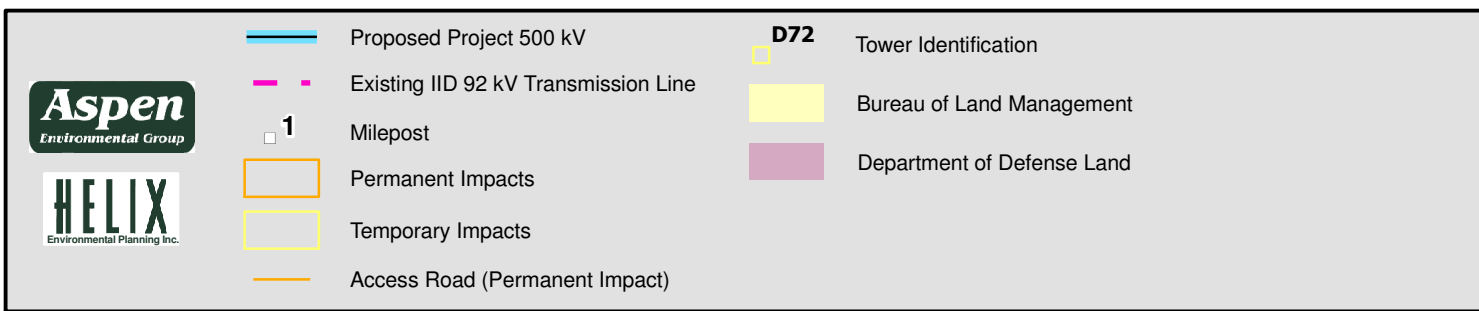 Aspen
Environmental Group
HELIX
Environmental Planning Inc.
Proposed Project 500 kV
Existing IID 92 kV Transmission Line
1
Milepost
Permanent Impacts
Temporary Impacts
Access Road (Permanent Impact)
D72
Tower Identification
Bureau of Land Management
Department of Defense Land